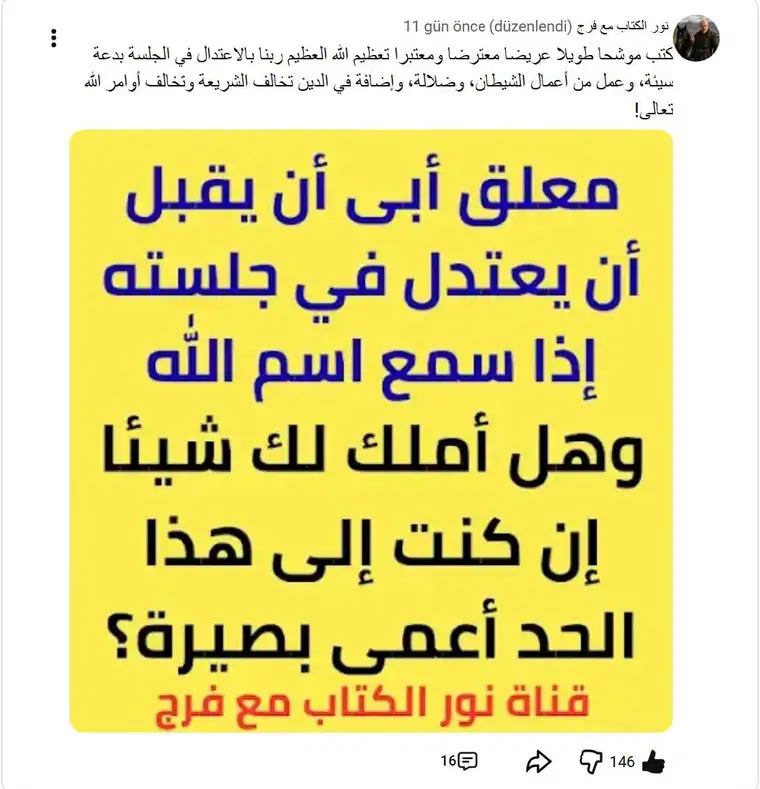 نور الكتاب مع فرج 11 gün önce (düzenlendi)
كتب موشحا طويلا عريضا معترضا ومعتبرا تعظيم الله العظيم ربنا بالاعتدال في الجلسة بدعة
سيئة، وعمل من أعمال الشيطان، وضلالة، وإضافة في الدين تخالف الشريعة وتخالف أوامر الله
تعالى!
معلق أبى أن يقبل
أن يعتدل في جلسته
إذا سمع اسم الله
وهل أملك لك شيئا
إن كنت إلى هذا
الحد أعمى بصيرة؟
قناة نور الكتاب مع فرج
146
16